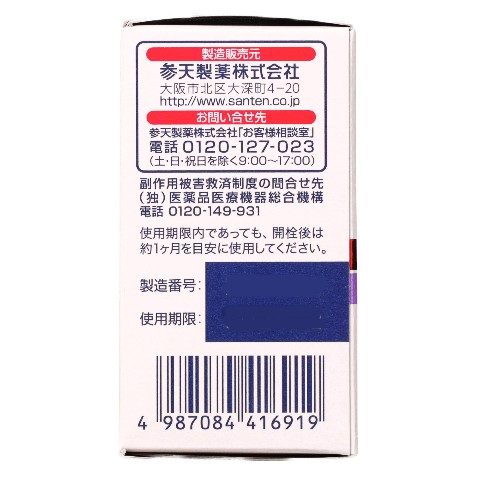 製造販売元
参天製薬株式会社
大阪市北区大深町4-20
http://www.santen.co.jp
お問い合せ先
参天製薬株式会社「お客様相談室」
電話 0120-127-023
(土・日・祝日を除く9:00〜17:00)
副作用被害救済制度の問合せ先
(独)医薬品医療機器総合機構
電話 0120-149-931
使用期限内であっても、開栓後は
約1ヶ月を目安に使用してください。
製造番号:
使用期限:
4 987084 416919